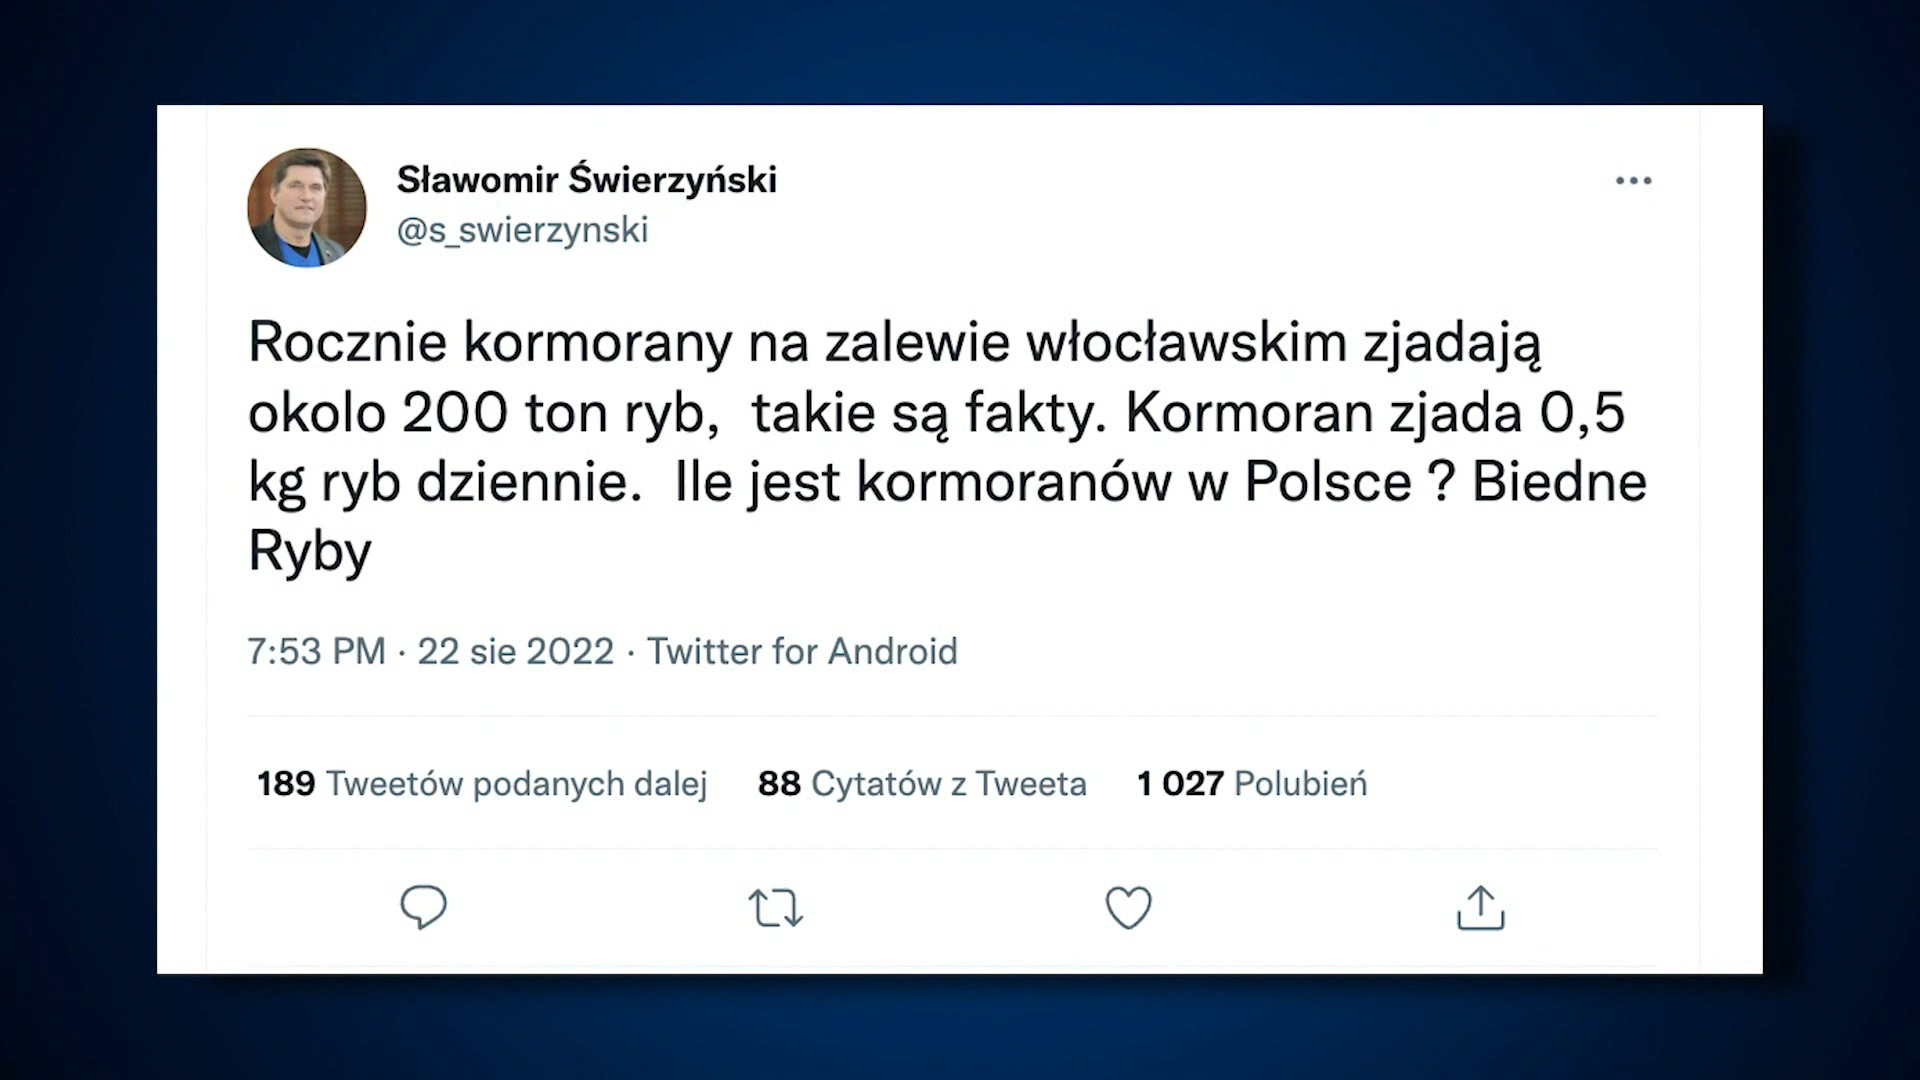 Sławomir Świerzyński
@s_swierzynski
Rocznie kormorany na zalewie włocławskim zjadają
okolo 200 ton ryb,  takie są fakty. Kormoran zjada 0,5
kg ryb dziennie.  Ile jest kormoranów w Polsce ? Biedne
Ryby
7:53 PM · 22 sie 2022 · Twitter for Android
189 Tweetów podanych dalej 88 Cytatów z Tweeta 1 027 Polubień